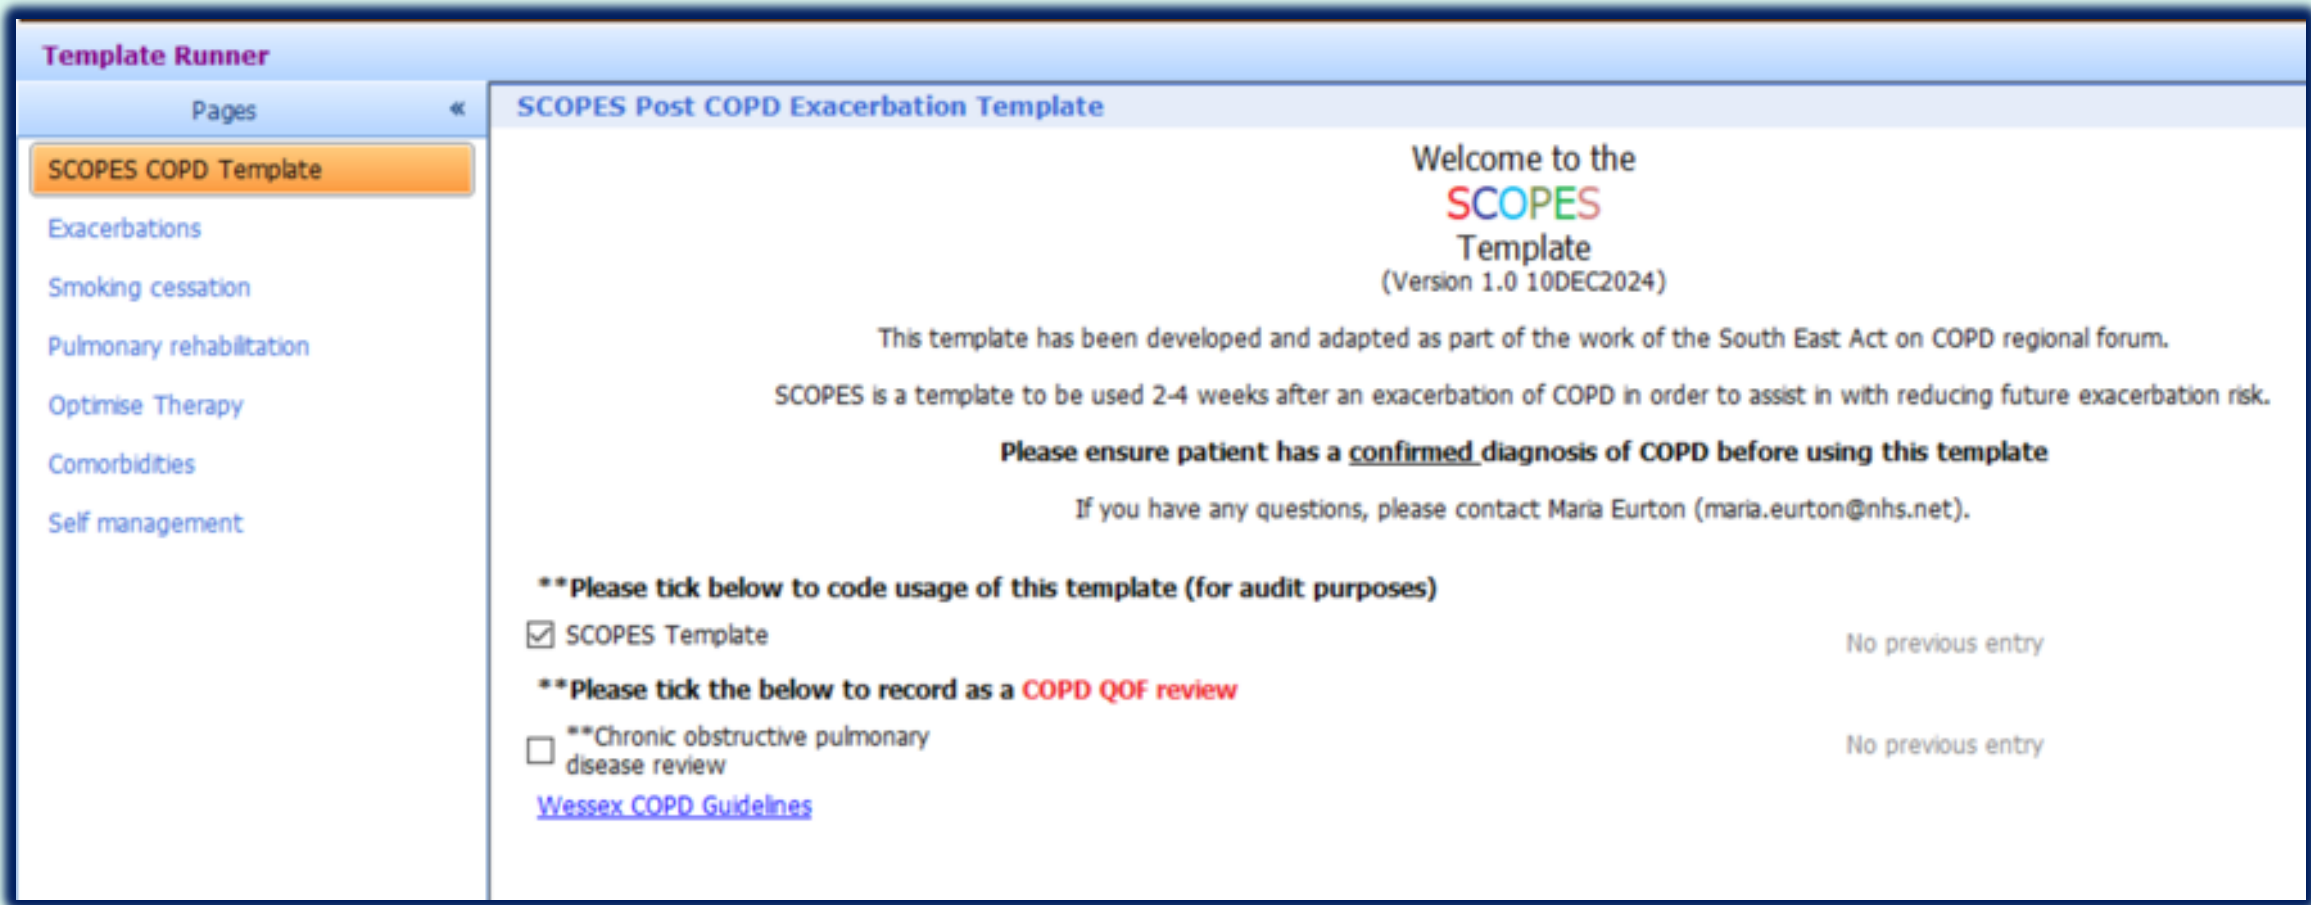 Template Runner
Pages «
SCOPES COPD Template
Exacerbations
Smoking cessation
Pulmonary rehabilitation
Optimise Therapy
Comorbidities
Self management
SCOPES Post COPD Exacerbation Template
Welcome to the
SCOPES
Template
(Version 1.0 10DEC2024)
This template has been developed and adapted as part of the work of the South East Act on COPD regional forum.
SCOPES is a template to be used 2-4 weeks after an exacerbation of COPD in order to assist in with reducing future exacerbation risk.
Please ensure patient has a confirmed diagnosis of COPD before using this template
If you have any questions, please contact Maria Eurton (maria.eurton@nhs.net).
**Please tick below to code usage of this template (for audit purposes)
SCOPES Template
No previous entry
**Please tick the below to record as a COPD QOF review
**Chronic obstructive pulmonary
disease review
No previous entry
Wessex COPD Guidelines